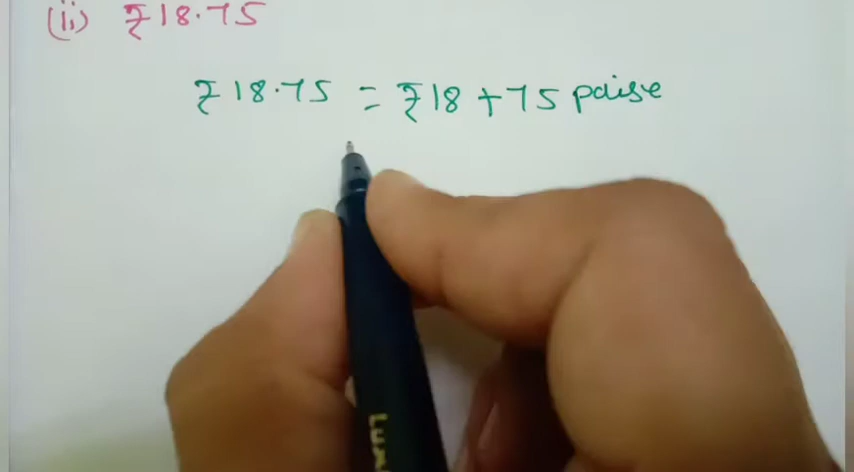 (ii) ₹18.75
₹18.75 = ₹18 + 75 paise